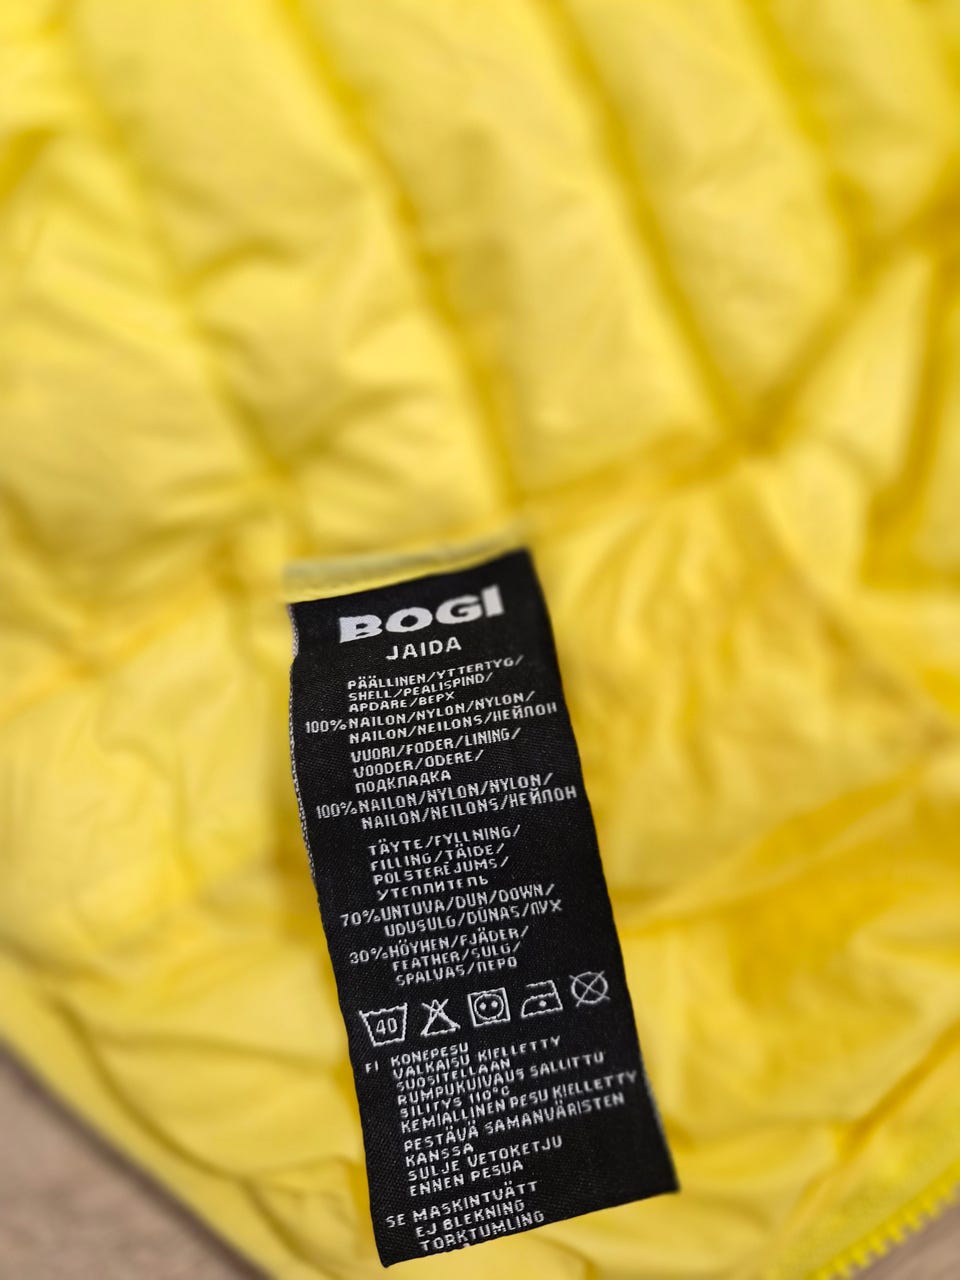 BOGI
JAIDA
PÄÄLLINEN/YTTERTYG/
SHELL/PEALISPIND/
APDARE/ВЕРХ
100% NAILON/NYLON/NYLON/
NAILON/NEILONS/НЕЙЛОН
VUORI/FODER/LINING/
VOODER/ODERE/
ПОДКЛАДКА
100% NAILON/NYLON/NYLON/
NAILON/NEILONS/НЕЙЛОН
TÄYTE/FYLLNING/
FILLING/TÄIDE/
POLSTERĒJUMS/
УТЕПЛИТЕЛЬ
70% UNTUVA/DUN/DOWN/
UDUSULG/DŪNAS/ПУХ
30% HÖYHEN/FJÄDER/
FEATHER/SULG/
SPALVAS/ПЕРО
40
FI KONEPESU
VALKAISU KIELLETTY
SUOSITELLAAN
RUMPUKUIVAUS SALLITTU
SILITYS 110°C
KEMIALLINEN PESU KIELLETTY
PESTÄVÄ SAMANVÄRISTEN
KANSSA
SULJE VETOKETJU
ENNEN PESUA
SE MASKINTVÄTT
EJ BLEKNING
TORKTUMLING